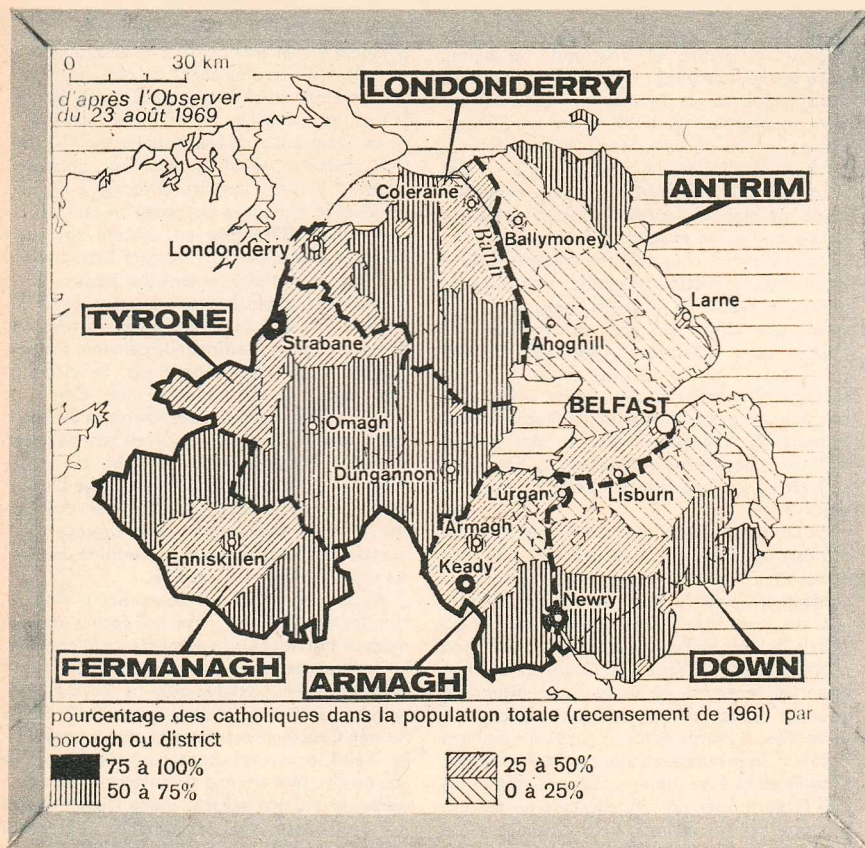 0 30 km
d'après l'Observer
du 23 août 1969
LONDONDERRY
ANTRIM
Coleraine
Bann
Ballymoney
Londonderry
Larne
TYRONE
Strabane
Ahoghill
BELFAST
Omagh
Dungannon
Lurgan
Lisburn
Armagh
Enniskillen
Keady
Newry
FERMANAGH
ARMAGH
DOWN
pourcentage des catholiques dans la population totale (recensement de 1961) par
borough ou district
75 à 100%
50 à 75%
25 à 50%
0 à 25%